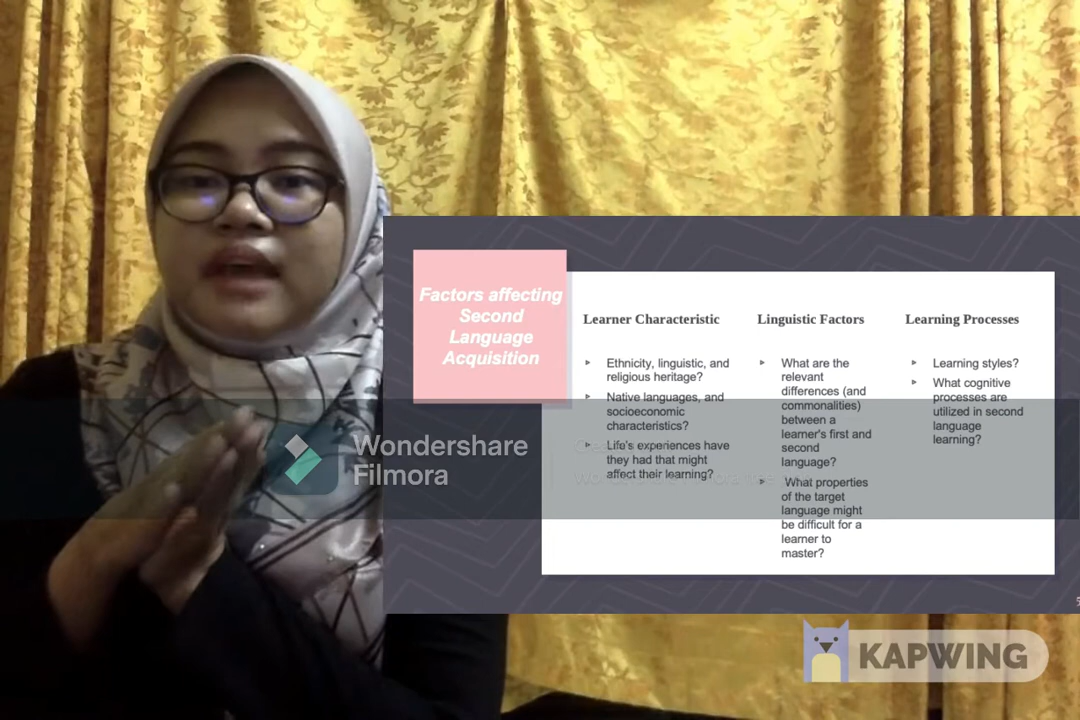 Factors affecting
Second
Language
Acquisition
Learner Characteristic
Ethnicity, linguistic, and
religious heritage?
Native languages, and
socioeconomic
characteristics?
Life's experiences have
they had that might
affect their learning?
Linguistic Factors
What are the
relevant
differences (and
commonalities)
between a
learner's first and
second
language?
What properties
of the target
language might
be difficult for a
learner to
master?
Learning Processes
Learning styles?
What cognitive
processes are
utilized in second
language
learning?
Wondershare
Filmora
KAPWING